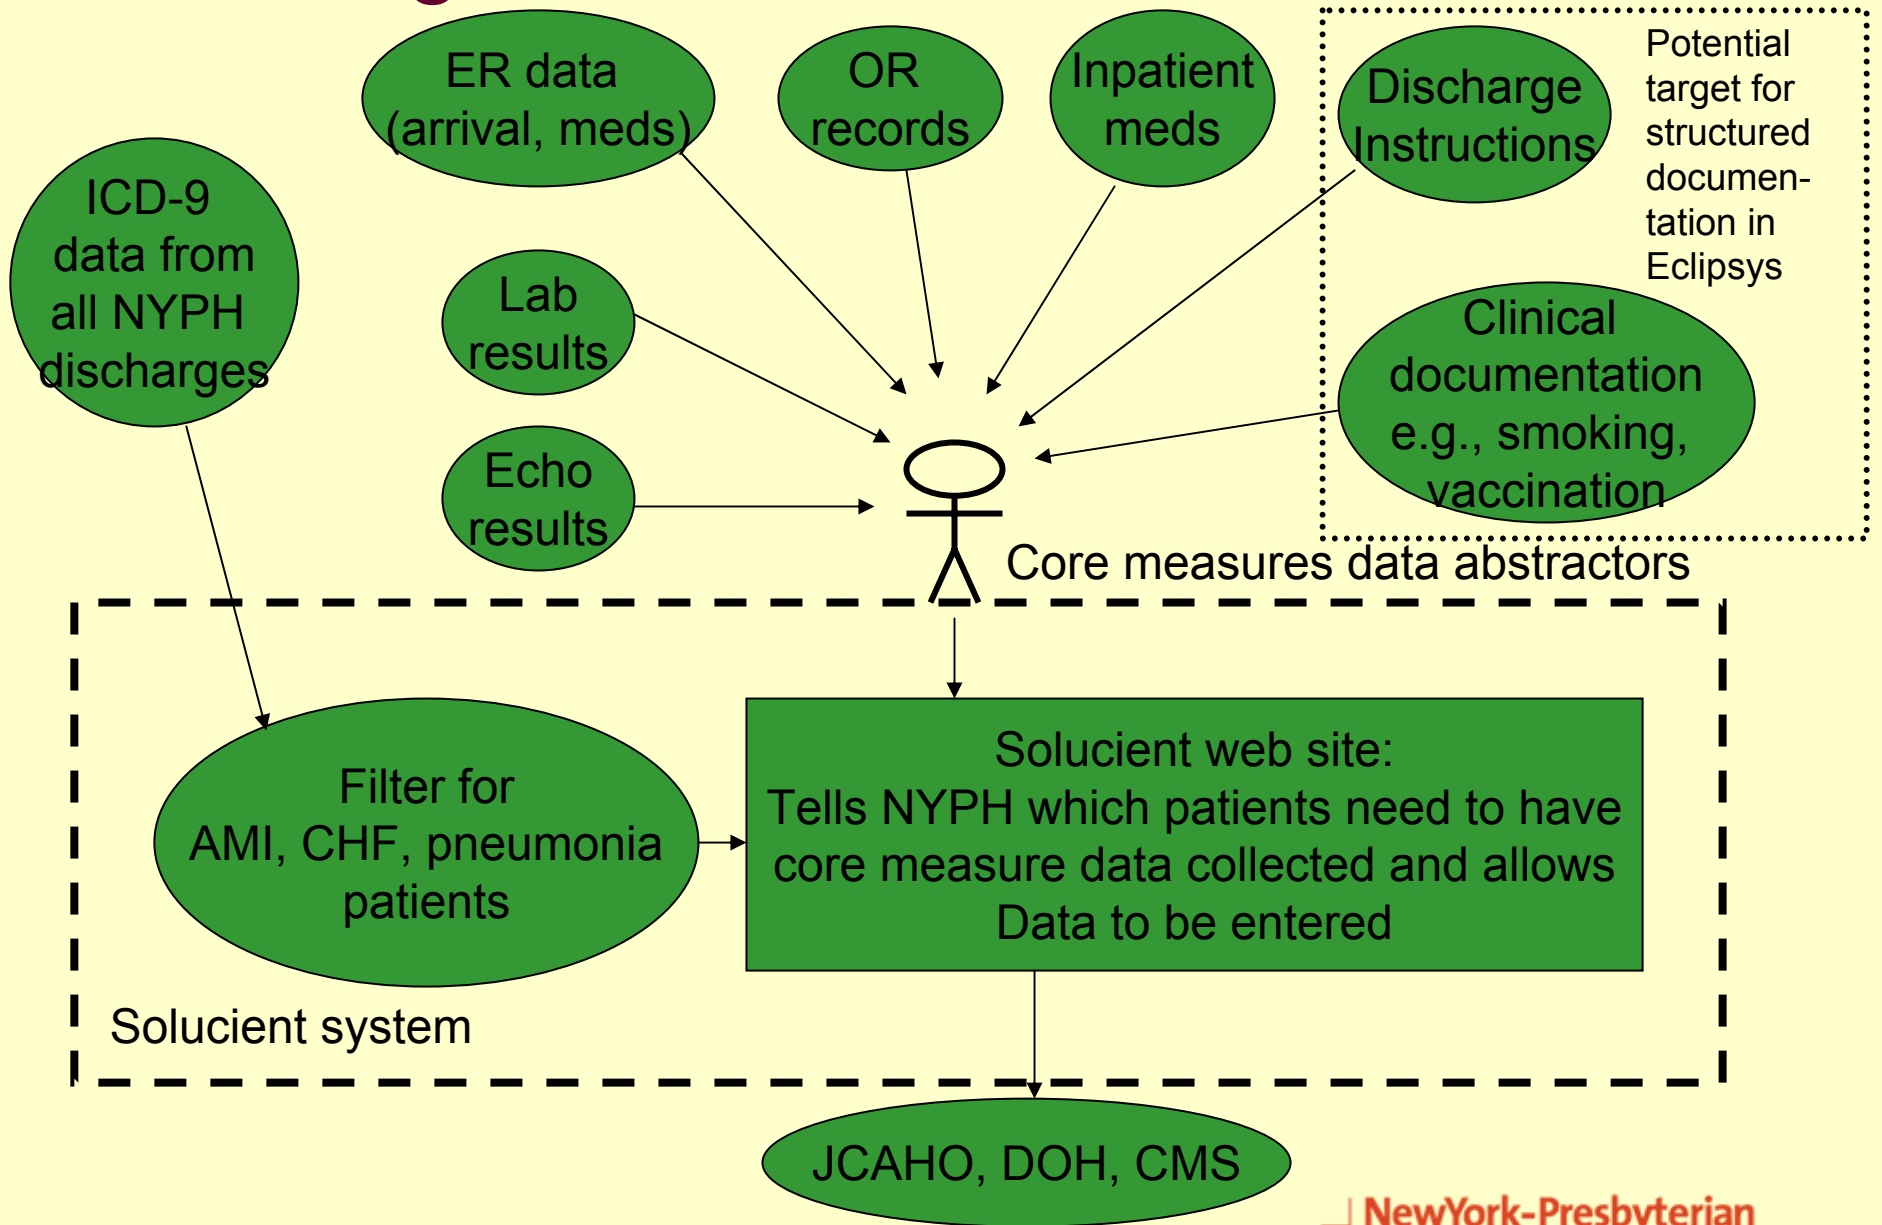 ER data
(arrival, meds)
OR
records
Inpatient
meds
Discharge
Instructions
Potential
target for
structured
documen-
tation in
Eclipsys
ICD-9
data from
all NYPH
discharges
Lab
results
Clinical
documentation
e.g., smoking,
vaccination
Echo
results
Core measures data abstractors
Filter for
AMI, CHF, pneumonia
patients
Solucient web site:
Tells NYPH which patients need to have
core measure data collected and allows
Data to be entered
Solucient system
JCAHO, DOH, CMS
NewYork-Presbyterian